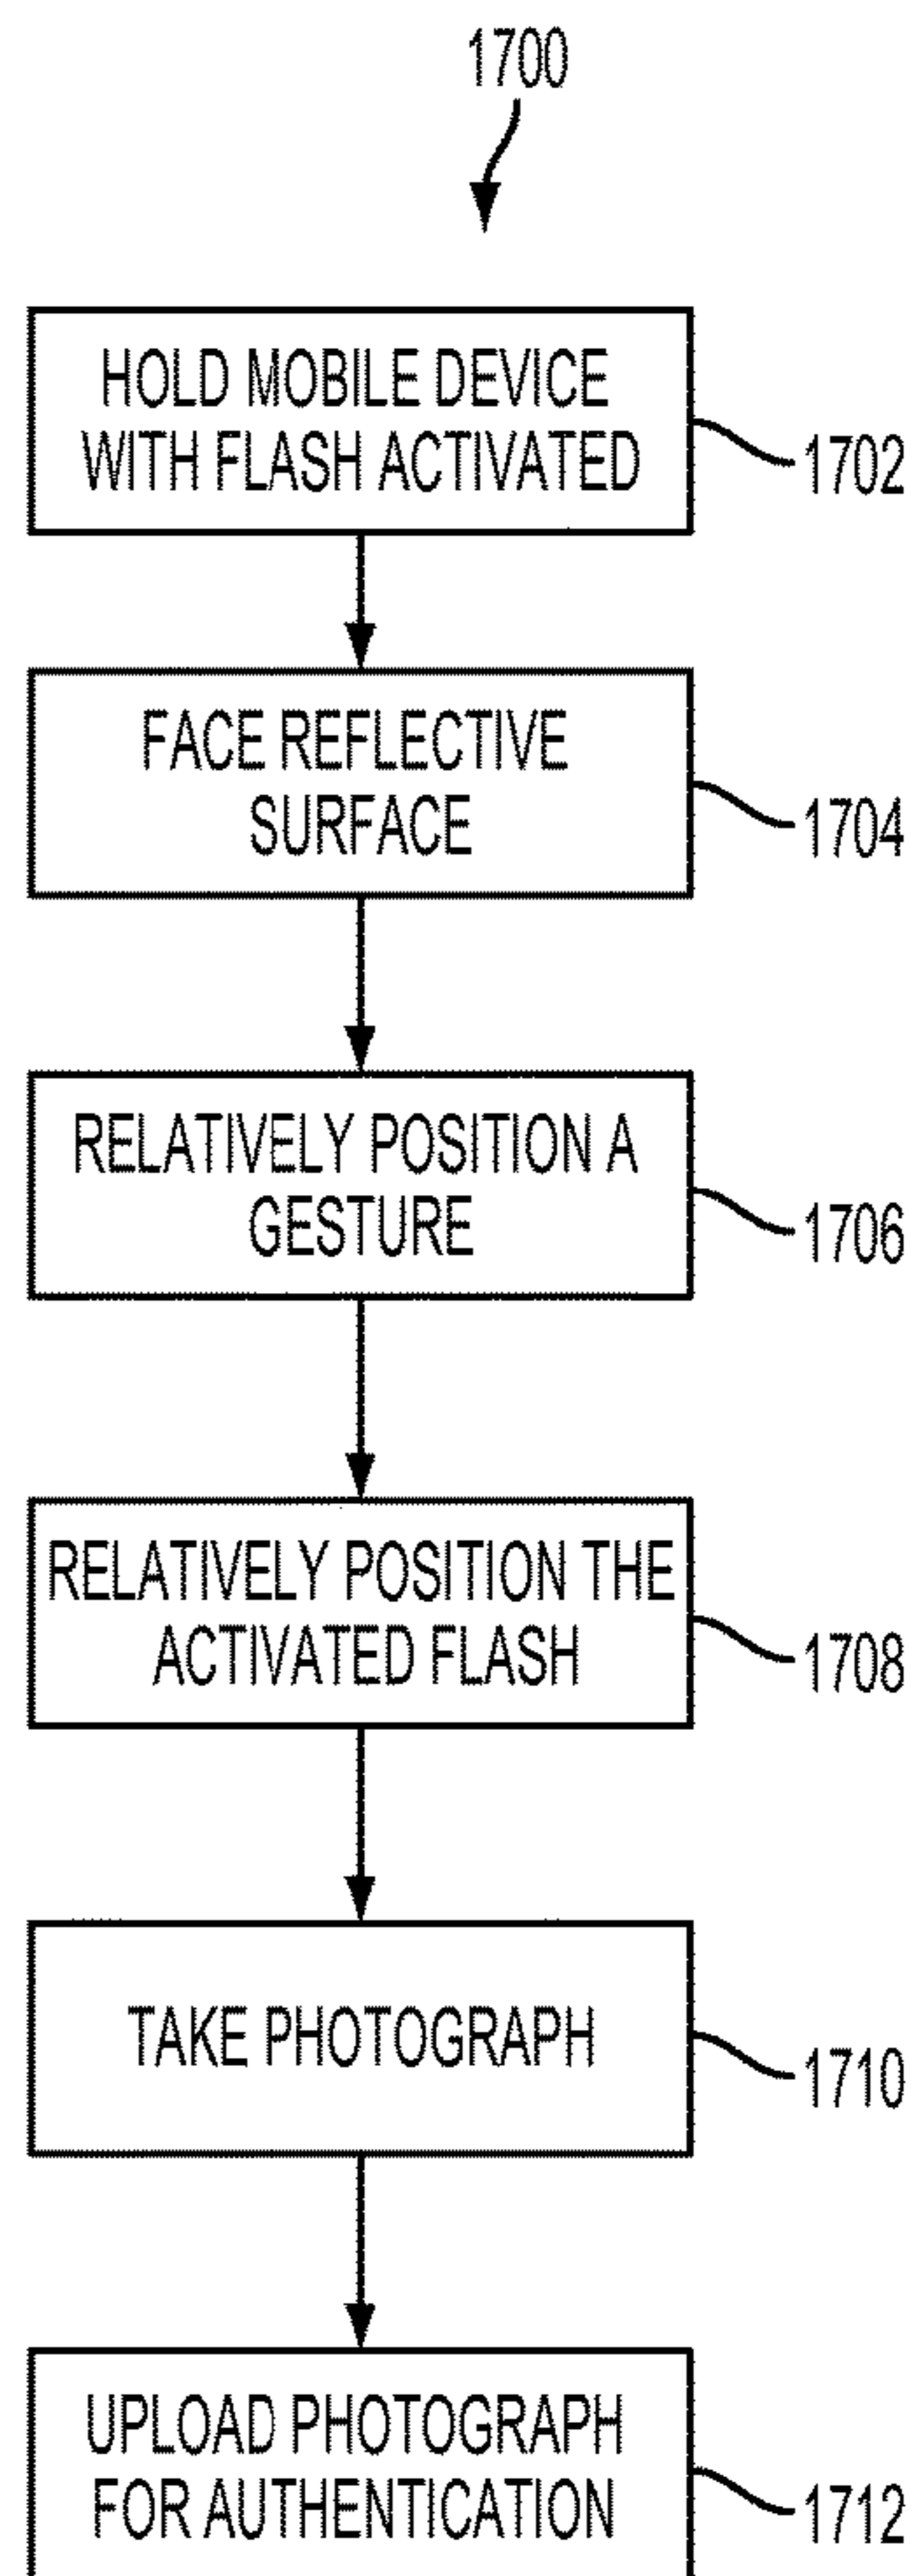 1700
HOLD MOBILE DEVICE
WITH FLASH ACTIVATED
1702
FACE REFLECTIVE
SURFACE
1704
RELATIVELY POSITION A
GESTURE
1706
RELATIVELY POSITION THE
ACTIVATED FLASH
1708
TAKE PHOTOGRAPH
1710
UPLOAD PHOTOGRAPH
FOR AUTHENTICATION
1712